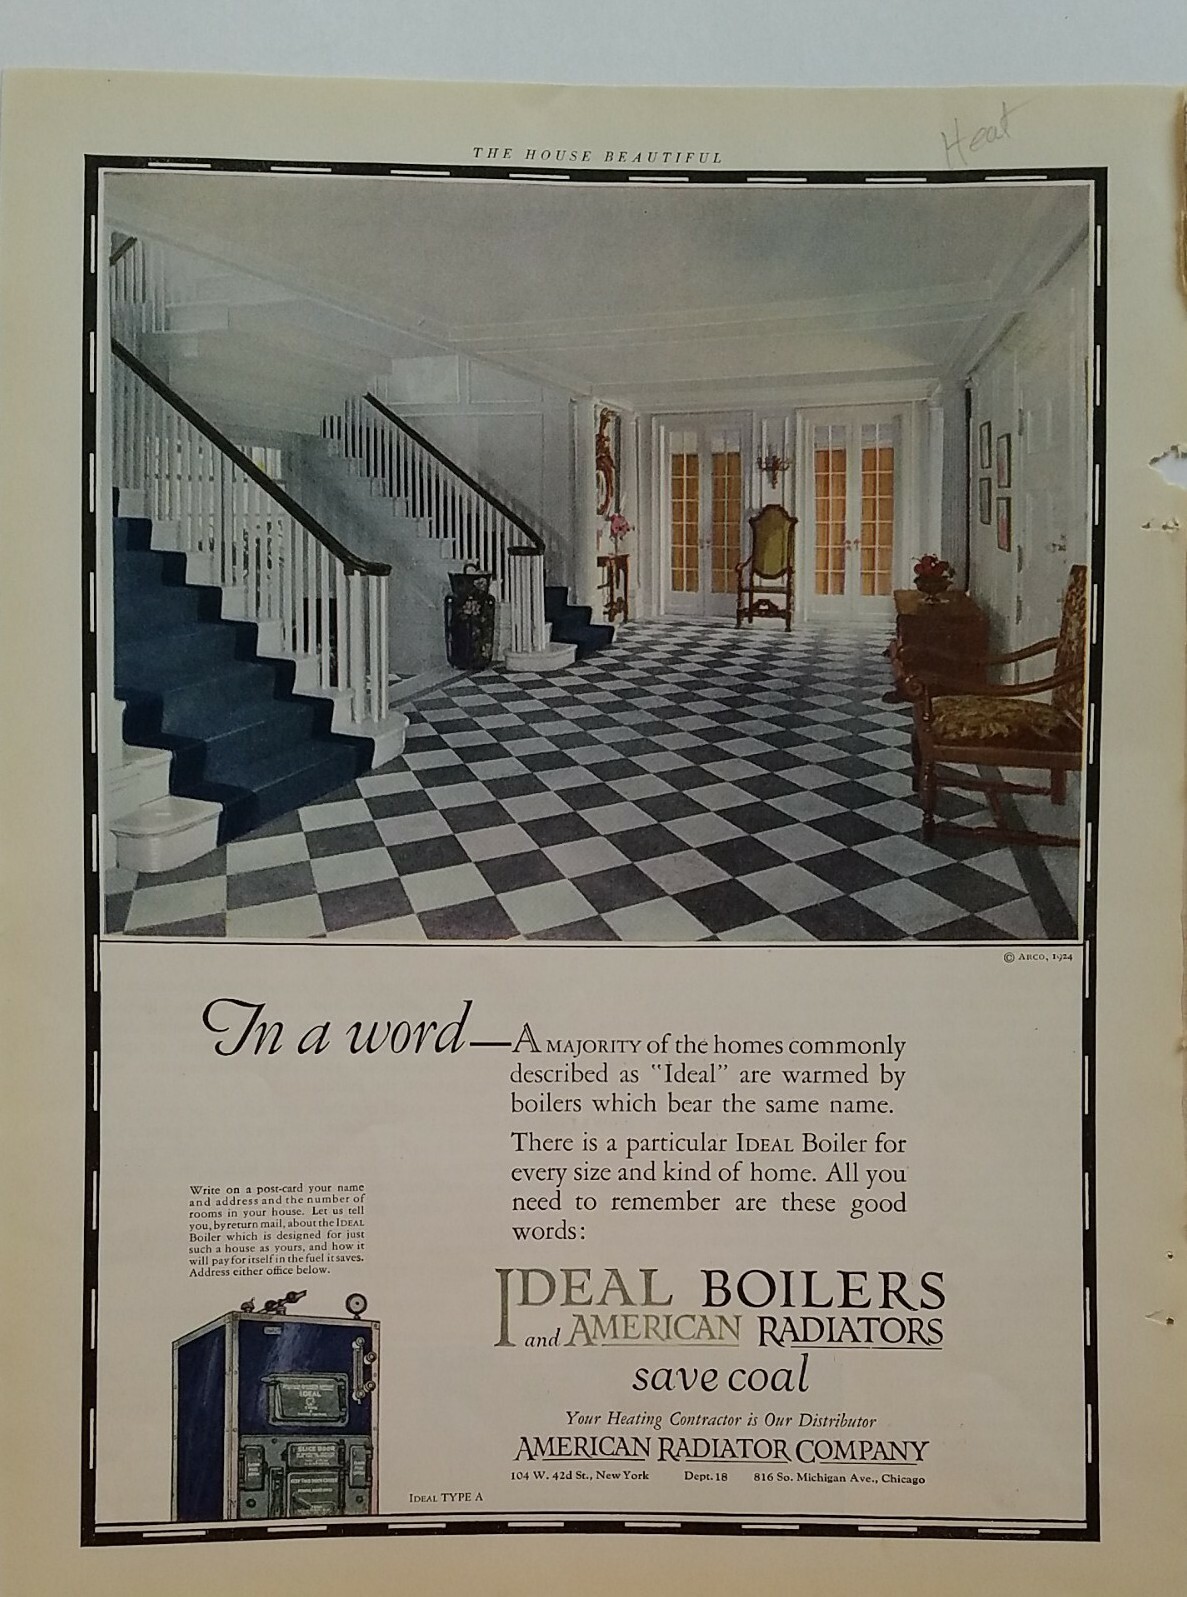 Heat
THE HOUSE BEAUTIFUL
© ARCO, 1924
In a word—A MAJORITY of the homes commonly
described as "Ideal" are warmed by
boilers which bear the same name.
There is a particular IDEAL Boiler for
every size and kind of home. All you
need to remember are these good
words:
Write on a post-card your name
and address and the number of
rooms in your house. Let us tell
you, by return mail, about the IDEAL
Boiler which is designed for just
such a house as yours, and how it
will pay for itself in the fuel it saves.
Address either office below.
IDEAL BOILERS
and AMERICAN RADIATORS
save coal
Your Heating Contractor is Our Distributor
AMERICAN RADIATOR COMPANY
104 W. 42d St., New York Dept. 18 816 So. Michigan Ave., Chicago
IDEAL
SLICE DOOR
IDEAL TYPE A